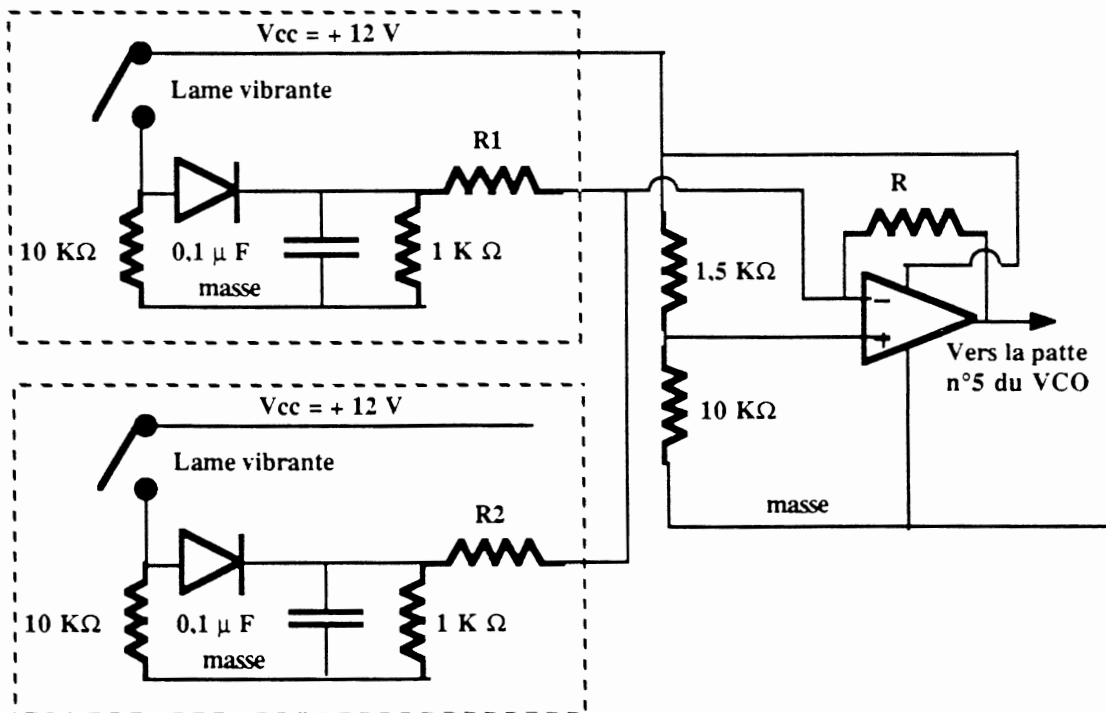 Vcc = + 12 V
Lame vibrante
R1
R
10 KΩ
0,1 µ F
1 K Ω
1,5 KΩ
masse
−
+
Vers la patte
n°5 du VCO
10 KΩ
Vcc = + 12 V
Lame vibrante
R2
masse
10 KΩ
0,1 µ F
1 K Ω
masse